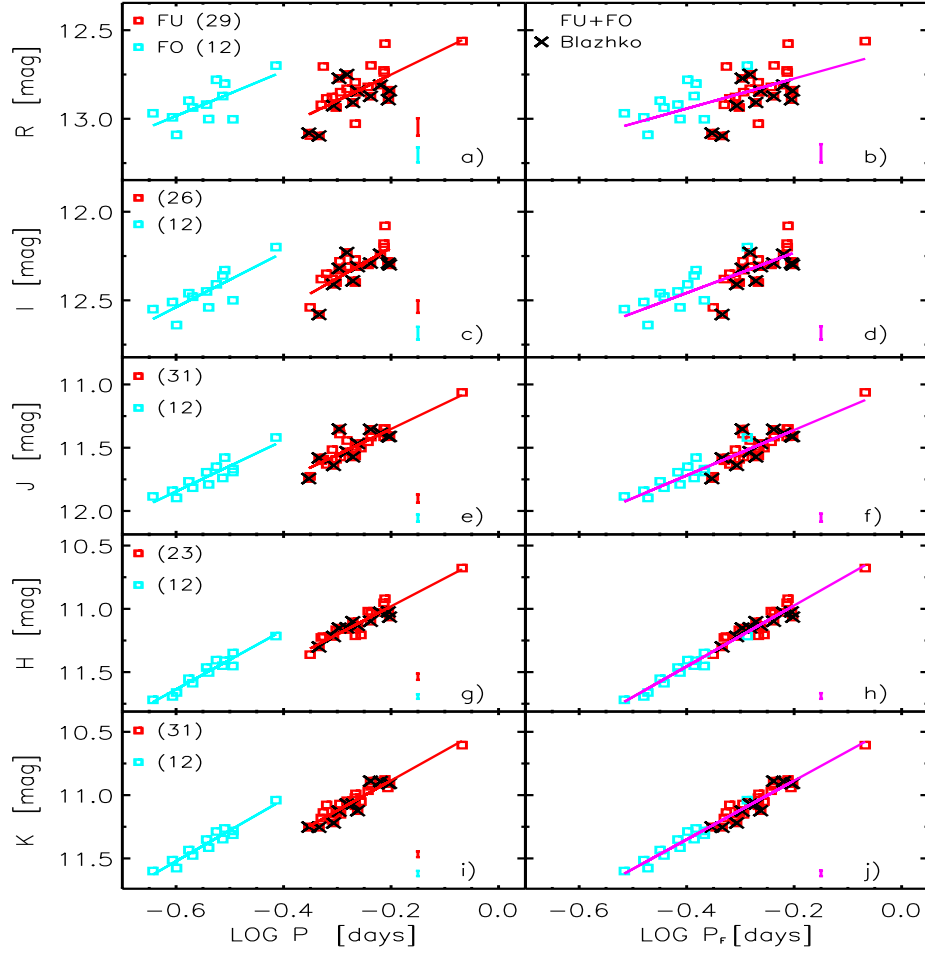 FU (29)
FO (12)
FU+FO
Blazhko
12.5
13.0
R [mag]
a)
b)
(26)
(12)
12.0
12.5
I [mag]
c)
d)
(31)
(12)
11.0
11.5
12.0
J [mag]
e)
f)
(23)
(12)
10.5
11.0
11.5
H [mag]
g)
h)
(31)
(12)
10.5
11.0
11.5
K [mag]
i)
j)
−0.6 −0.4 −0.2 0.0
−0.6 −0.4 −0.2 0.0
LOG P [days]
LOG P_F [days]